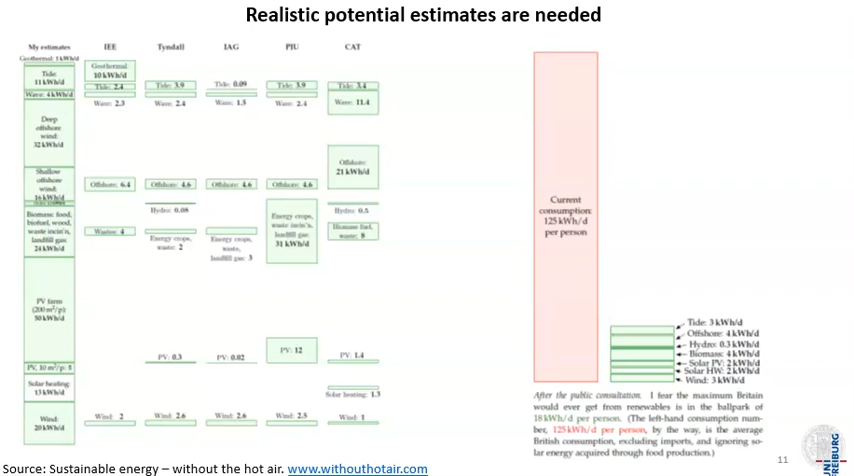 Realistic potential estimates are needed
My estimates
IEE
Tyndall
IAG
PIU
CAT
Geothermal: 1 kWh/d
Tide:
11 kWh/d
Wave: 4 kWh/d
Deep
offshore
wind:
32 kWh/d
Shallow
offshore
wind:
16 kWh/d
Biomass: food,
biofuel, wood,
waste incin'n,
landfill gas:
24 kWh/d
PV farm
(200 m²/p):
50 kWh/d
PV, 10 m²/p: 5
Solar heating:
13 kWh/d
Wind:
20 kWh/d
Geothermal:
10 kWh/d
Tide: 2.4
Wave: 2.3
Offshore: 6.4
Wastes: 4
Wind: 2
Tide: 3.9
Wave: 2.4
Offshore: 4.6
Hydro: 0.08
Energy crops,
waste: 2
PV: 0.3
Wind: 2.6
Tide: 0.09
Wave: 1.5
Offshore: 4.6
Energy crops,
waste,
landfill gas: 3
PV: 0.02
Wind: 2.6
Tide: 3.9
Wave: 2.4
Offshore: 4.6
Energy crops,
waste incin'n,
landfill gas:
31 kWh/d
PV: 12
Wind: 2.5
Tide: 3.4
Wave: 11.4
Offshore:
21 kWh/d
Hydro: 0.5
Biomass fuel,
waste: 8
PV: 1.4
Solar heating: 1.3
Wind: 1
Current
consumption:
125 kWh/d
per person
Tide: 3 kWh/d
Offshore: 4 kWh/d
Hydro: 0.3 kWh/d
Biomass: 4 kWh/d
Solar PV: 2 kWh/d
Solar HW: 2 kWh/d
Wind: 3 kWh/d
After the public consultation. I fear the maximum Britain
would ever get from renewables is in the ballpark of
18 kWh/d per person. (The left-hand consumption num-
ber, 125 kWh/d per person, by the way, is the average
British consumption, excluding imports, and ignoring so-
lar energy acquired through food production.)
Source: Sustainable energy – without the hot air. www.withouthotair.com
11
UNI
FREIBURG